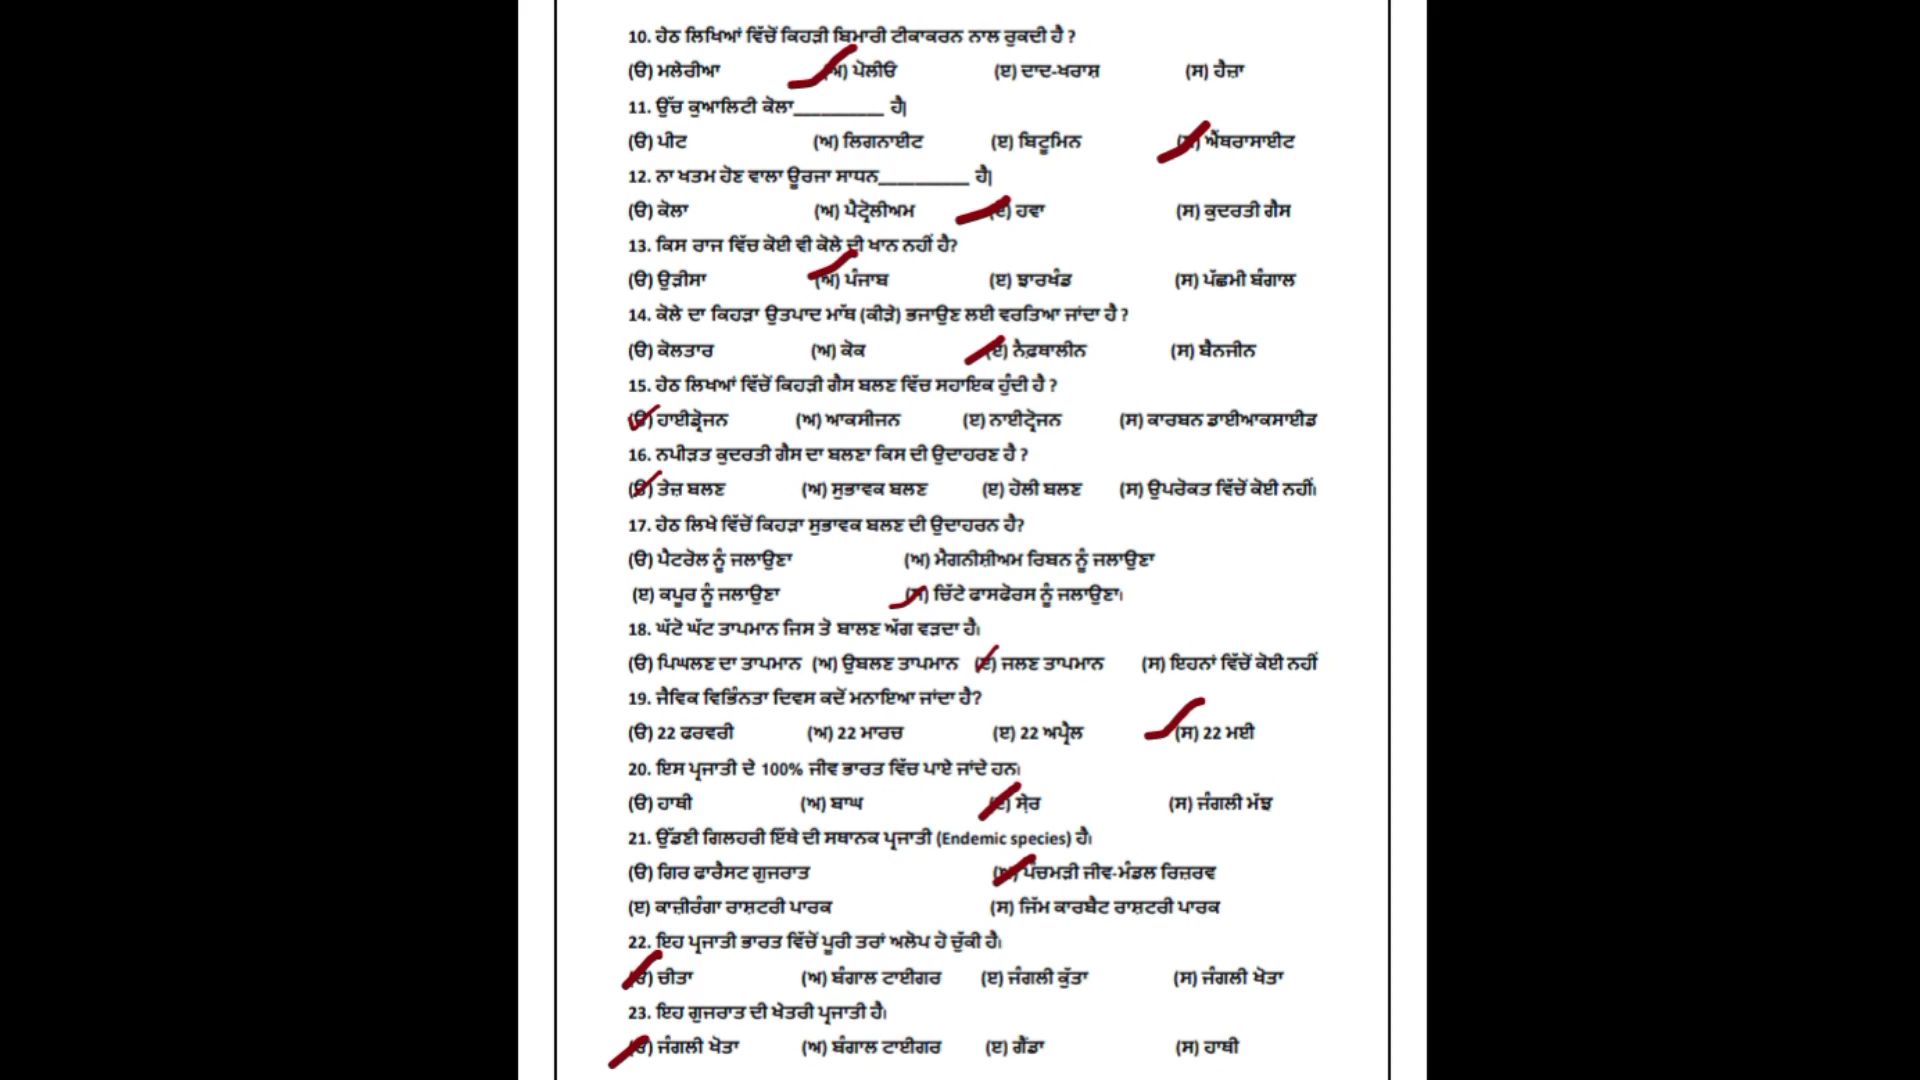 10. ਹੇਠ ਲਿਖਿਆਂ ਵਿੱਚੋਂ ਕਿਹੜੀ ਬਿਮਾਰੀ ਟੀਕਾਕਰਨ ਨਾਲ ਰੁਕਦੀ ਹੈ ?
(ੳ) ਮਲੇਰੀਆ (ਅ) ਪੋਲੀਓ (ੲ) ਦਾਦ-ਖਰਾਸ਼ (ਸ) ਹੈਜ਼ਾ
11. ਉੱਚ ਕੁਆਲਿਟੀ ਕੋਲਾ__________ ਹੈ|
(ੳ) ਪੀਟ (ਅ) ਲਿਗਨਾਈਟ (ੲ) ਬਿਟੂਮਿਨ (ਸ) ਐਂਥਰਾਸਾਈਟ
12. ਨਾ ਖਤਮ ਹੋਣ ਵਾਲਾ ਊਰਜਾ ਸਾਧਨ__________ ਹੈ|
(ੳ) ਕੋਲਾ (ਅ) ਪੈਟ੍ਰੋਲੀਅਮ (ੲ) ਹਵਾ (ਸ) ਕੁਦਰਤੀ ਗੈਸ
13. ਕਿਸ ਰਾਜ ਵਿੱਚ ਕੋਈ ਵੀ ਕੋਲੇ ਦੀ ਖਾਨ ਨਹੀਂ ਹੈ?
(ੳ) ਉੜੀਸਾ (ਅ) ਪੰਜਾਬ (ੲ) ਝਾਰਖੰਡ (ਸ) ਪੱਛਮੀ ਬੰਗਾਲ
14. ਕੋਲੇ ਦਾ ਕਿਹੜਾ ਉਤਪਾਦ ਮਾੱਥ (ਕੀੜੇ) ਭਜਾਉਣ ਲਈ ਵਰਤਿਆ ਜਾਂਦਾ ਹੈ ?
(ੳ) ਕੋਲਤਾਰ (ਅ) ਕੋਕ (ੲ) ਨੈਫ਼ਥਾਲੀਨ (ਸ) ਬੈਨਜੀਨ
15. ਹੇਠ ਲਿਖਆਂ ਵਿੱਚੋਂ ਕਿਹੜੀ ਗੈਸ ਬਲਣ ਵਿੱਚ ਸਹਾਇਕ ਹੁੰਦੀ ਹੈ ?
(ੳ) ਹਾਈਡ੍ਰੋਜਨ (ਅ) ਆਕਸੀਜਨ (ੲ) ਨਾਈਟ੍ਰੋਜਨ (ਸ) ਕਾਰਬਨ ਡਾਈਆਕਸਾਈਡ
16. ਨਪੀੜਤ ਕੁਦਰਤੀ ਗੈਸ ਦਾ ਬਲਣਾ ਕਿਸ ਦੀ ਉਦਾਹਰਣ ਹੈ ?
(ੳ) ਤੇਜ਼ ਬਲਣ (ਅ) ਸੁਭਾਵਕ ਬਲਣ (ੲ) ਹੋਲੀ ਬਲਣ (ਸ) ਉਪਰੋਕਤ ਵਿੱਚੋਂ ਕੋਈ ਨਹੀਂ।
17. ਹੇਠ ਲਿਖੇ ਵਿੱਚੋਂ ਕਿਹੜਾ ਸੁਭਾਵਕ ਬਲਣ ਦੀ ਉਦਾਹਰਨ ਹੈ?
(ੳ) ਪੈਟਰੋਲ ਨੂੰ ਜਲਾਉਣਾ (ਅ) ਮੈਗਨੀਸ਼ੀਅਮ ਰਿਬਨ ਨੂੰ ਜਲਾਉਣਾ
(ੲ) ਕਪੂਰ ਨੂੰ ਜਲਾਉਣਾ (ਸ) ਚਿੱਟੇ ਫਾਸਫੋਰਸ ਨੂੰ ਜਲਾਉਣਾ।
18. ਘੱਟੋ ਘੱਟ ਤਾਪਮਾਨ ਜਿਸ ਤੋ ਬਾਲਣ ਅੱਗ ਵੜਦਾ ਹੈ।
(ੳ) ਪਿਘਲਣ ਦਾ ਤਾਪਮਾਨ (ਅ) ਉਬਲਣ ਤਾਪਮਾਨ (ੲ) ਜਲਣ ਤਾਪਮਾਨ (ਸ) ਇਹਨਾਂ ਵਿੱਚੋਂ ਕੋਈ ਨਹੀਂ
19. ਜੈਵਿਕ ਵਿਭਿੰਨਤਾ ਦਿਵਸ ਕਦੋਂ ਮਨਾਇਆ ਜਾਂਦਾ ਹੈ?
(ੳ) 22 ਫਰਵਰੀ (ਅ) 22 ਮਾਰਚ (ੲ) 22 ਅਪ੍ਰੈਲ (ਸ) 22 ਮਈ
20. ਇਸ ਪ੍ਰਜਾਤੀ ਦੇ 100% ਜੀਵ ਭਾਰਤ ਵਿੱਚ ਪਾਏ ਜਾਂਦੇ ਹਨ।
(ੳ) ਹਾਥੀ (ਅ) ਬਾਘ (ੲ) ਸ਼ੇਰ (ਸ) ਜੰਗਲੀ ਮੱਝ
21. ਉੱਡਣੀ ਗਿਲਹਰੀ ਇੱਥੇ ਦੀ ਸਥਾਨਕ ਪ੍ਰਜਾਤੀ (Endemic species) ਹੈ।
(ੳ) ਗਿਰ ਫਾਰੈਸਟ ਗੁਜਰਾਤ (ਅ) ਪੰਚਮੜੀ ਜੀਵ-ਮੰਡਲ ਰਿਜ਼ਰਵ
(ੲ) ਕਾਜ਼ੀਰੰਗਾ ਰਾਸ਼ਟਰੀ ਪਾਰਕ (ਸ) ਜਿੱਮ ਕਾਰਬੈਟ ਰਾਸ਼ਟਰੀ ਪਾਰਕ
22. ਇਹ ਪ੍ਰਜਾਤੀ ਭਾਰਤ ਵਿੱਚੋਂ ਪੂਰੀ ਤਰਾਂ ਅਲੋਪ ਹੋ ਚੁੱਕੀ ਹੈ।
(ੳ) ਚੀਤਾ (ਅ) ਬੰਗਾਲ ਟਾਈਗਰ (ੲ) ਜੰਗਲੀ ਕੁੱਤਾ (ਸ) ਜੰਗਲੀ ਖੋਤਾ
23. ਇਹ ਗੁਜਰਾਤ ਦੀ ਖੇਤਰੀ ਪ੍ਰਜਾਤੀ ਹੈ।
(ੳ) ਜੰਗਲੀ ਖੋਤਾ (ਅ) ਬੰਗਾਲ ਟਾਈਗਰ (ੲ) ਗੈਂਡਾ (ਸ) ਹਾਥੀ